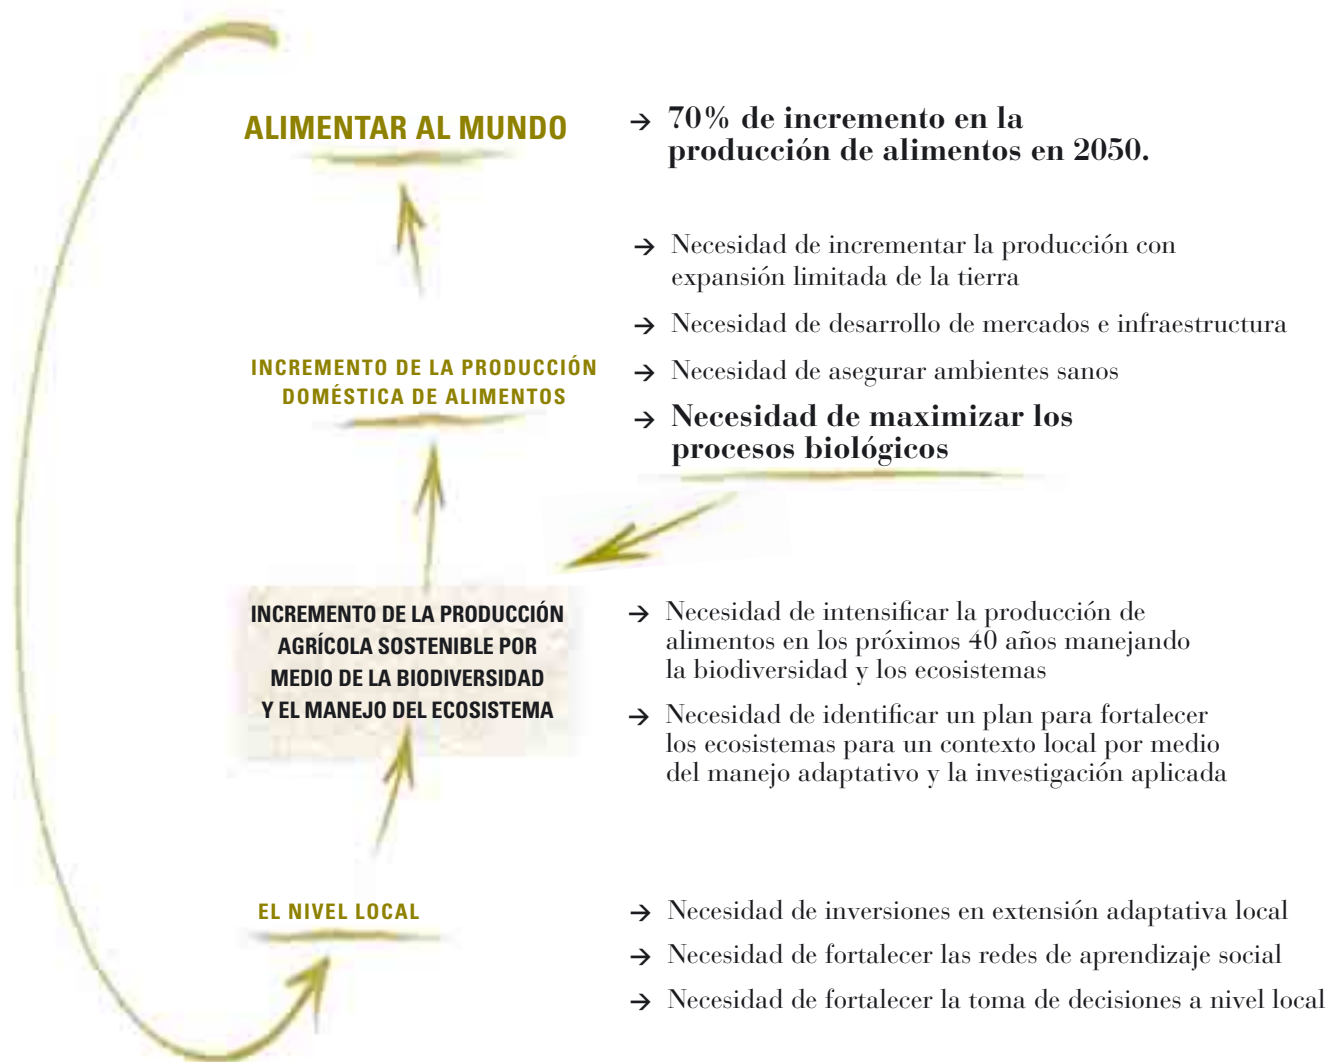 ALIMENTAR AL MUNDO
→ 70% de incremento en la
producción de alimentos en 2050.
→ Necesidad de incrementar la producción con
expansión limitada de la tierra
→ Necesidad de desarrollo de mercados e infraestructura
INCREMENTO DE LA PRODUCCIÓN
DOMÉSTICA DE ALIMENTOS
→ Necesidad de asegurar ambientes sanos
→ Necesidad de maximizar los
procesos biológicos
INCREMENTO DE LA PRODUCCIÓN
AGRÍCOLA SOSTENIBLE POR
MEDIO DE LA BIODIVERSIDAD
Y EL MANEJO DEL ECOSISTEMA
→ Necesidad de intensificar la producción de
alimentos en los próximos 40 años manejando
la biodiversidad y los ecosistemas
→ Necesidad de identificar un plan para fortalecer
los ecosistemas para un contexto local por medio
del manejo adaptativo y la investigación aplicada
EL NIVEL LOCAL
→ Necesidad de inversiones en extensión adaptativa local
→ Necesidad de fortalecer las redes de aprendizaje social
→ Necesidad de fortalecer la toma de decisiones a nivel local